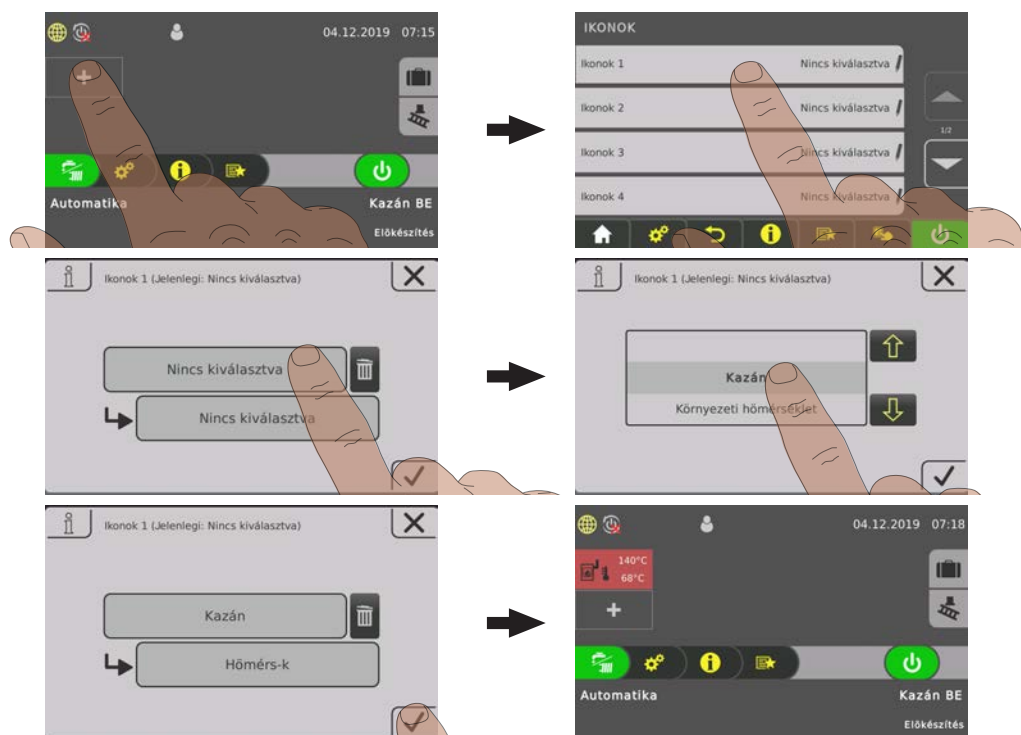 04.12.2019 07:15
+
Automatika
Kazán BE
Előkészítés
IKONOK
Ikonok 1 Nincs kiválasztva
Ikonok 2 Nincs kiválasztva
1/2
Ikonok 3 Nincs kiválasztva
Ikonok 4 Nincs kiválasztva
Ikonok 1 (Jelenlegi: Nincs kiválasztva)
Nincs kiválasztva
Nincs kiválasztva
Ikonok 1 (Jelenlegi: Nincs kiválasztva)
Kazán
Környezeti hömérséklet
Ikonok 1 (Jelenlegi: Nincs kiválasztva)
Kazán
Hömérs-k
04.12.2019 07:18
140°C
68°C
+
Automatika
Kazán BE
Előkészítés